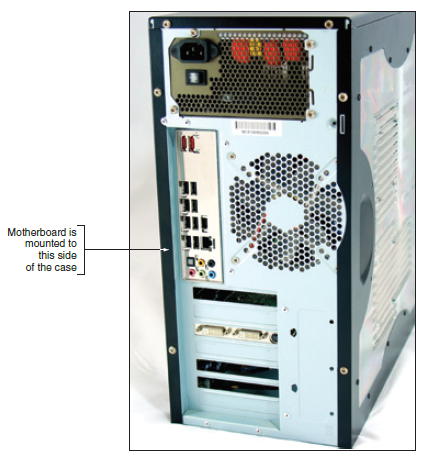 Motherboard is
mounted to
this side
of the case